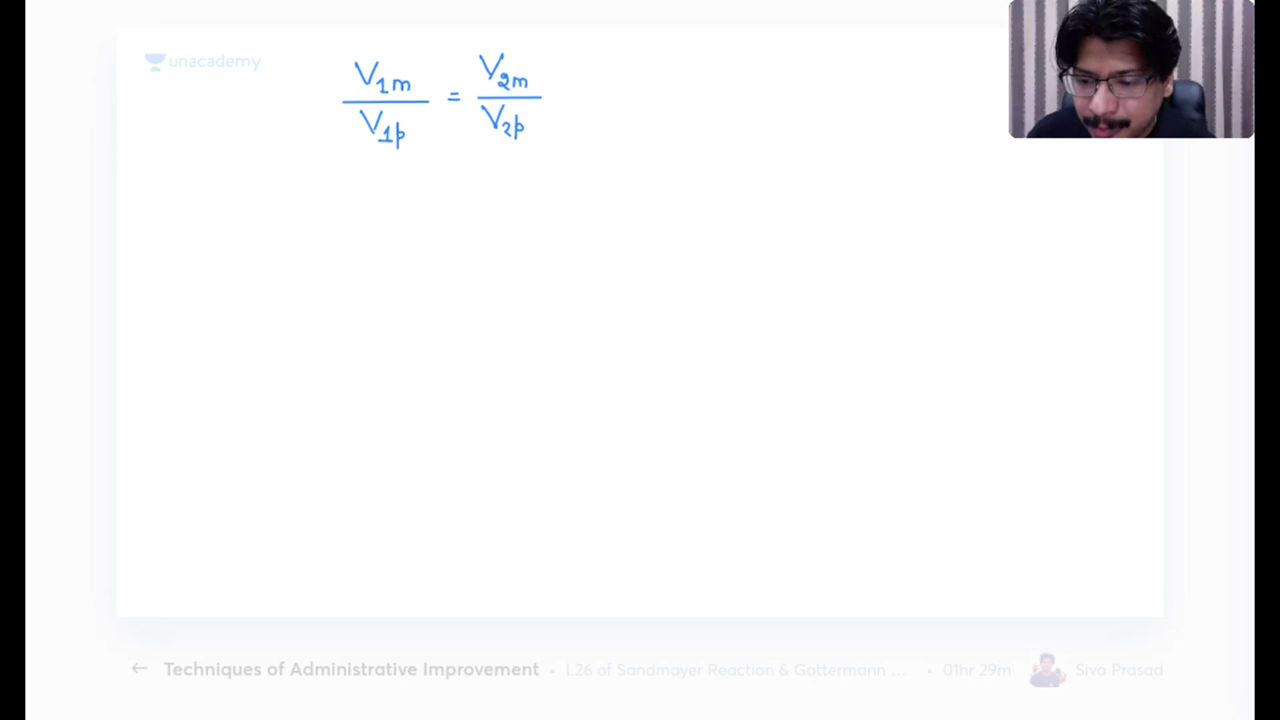 unacademy
V1m / V1p = V2m / V2p
← Techniques of Administrative Improvement • L26 of Sandmayer Reaction & Gattermann ... • 01hr 29m Siva Prasad